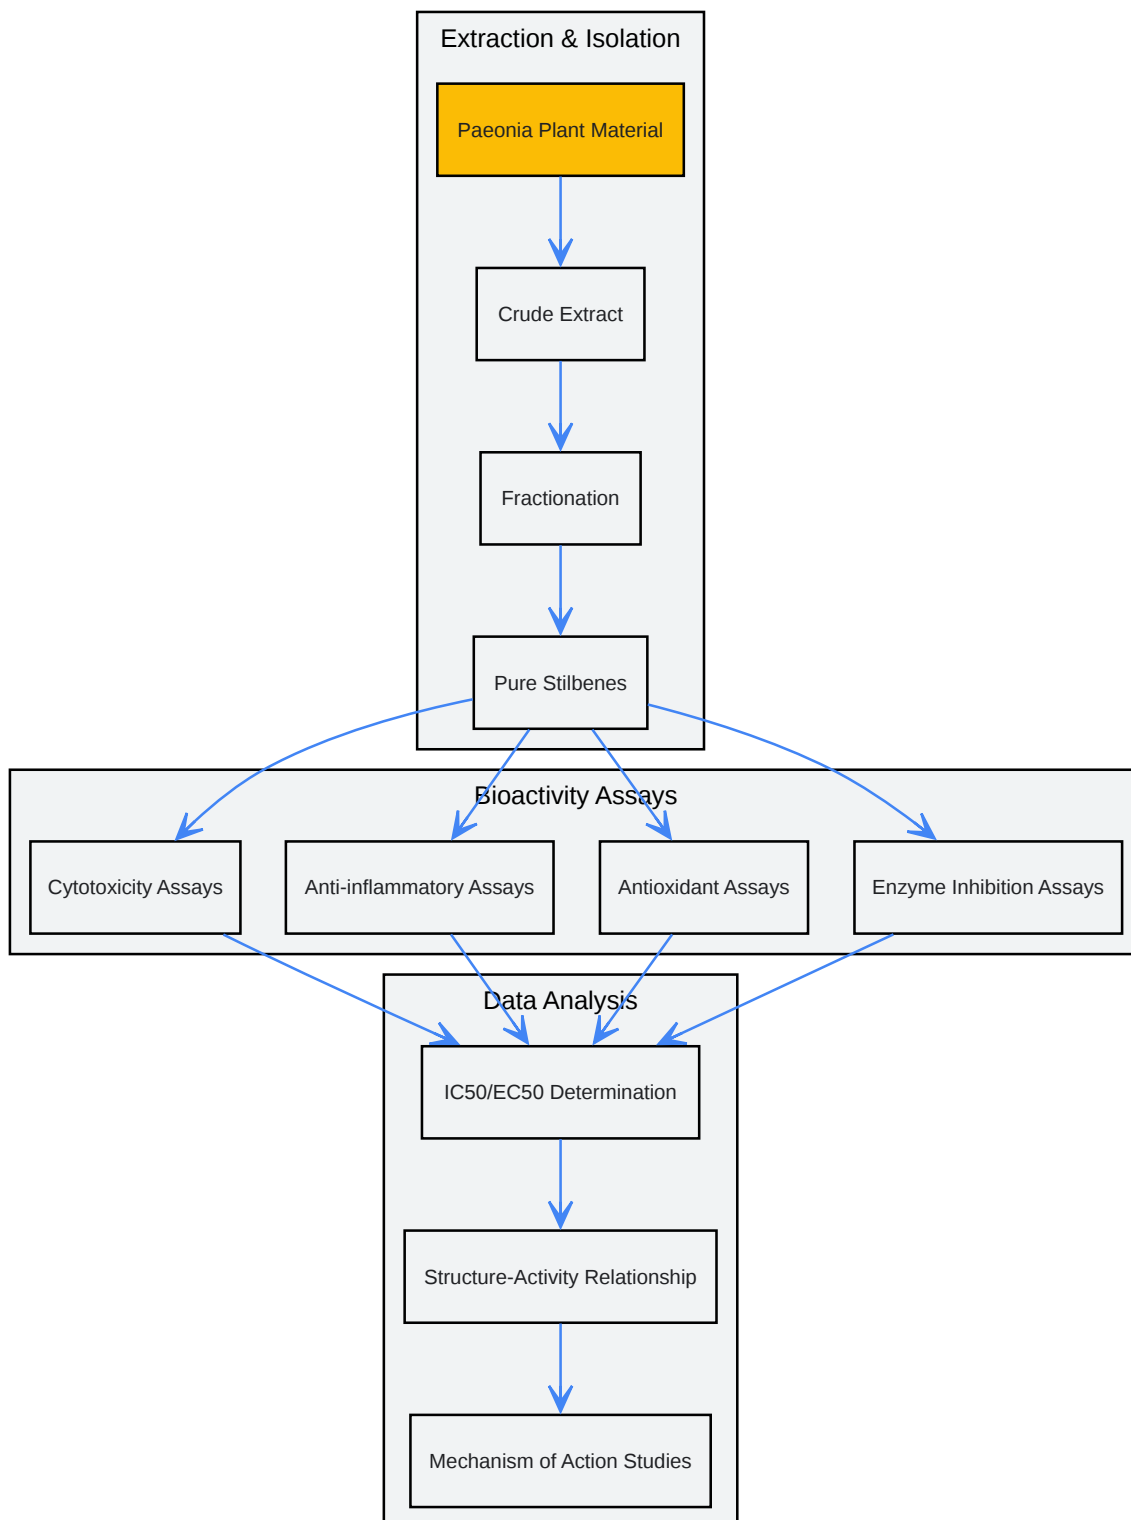 Extraction & Isolation
Paeonia Plant Material
Crude Extract
Fractionation
Pure Stilbenes
Bioactivity Assays
Cytotoxicity Assays
Anti-inflammatory Assays
Antioxidant Assays
Enzyme Inhibition Assays
Data Analysis
IC50/EC50 Determination
Structure-Activity Relationship
Mechanism of Action Studies